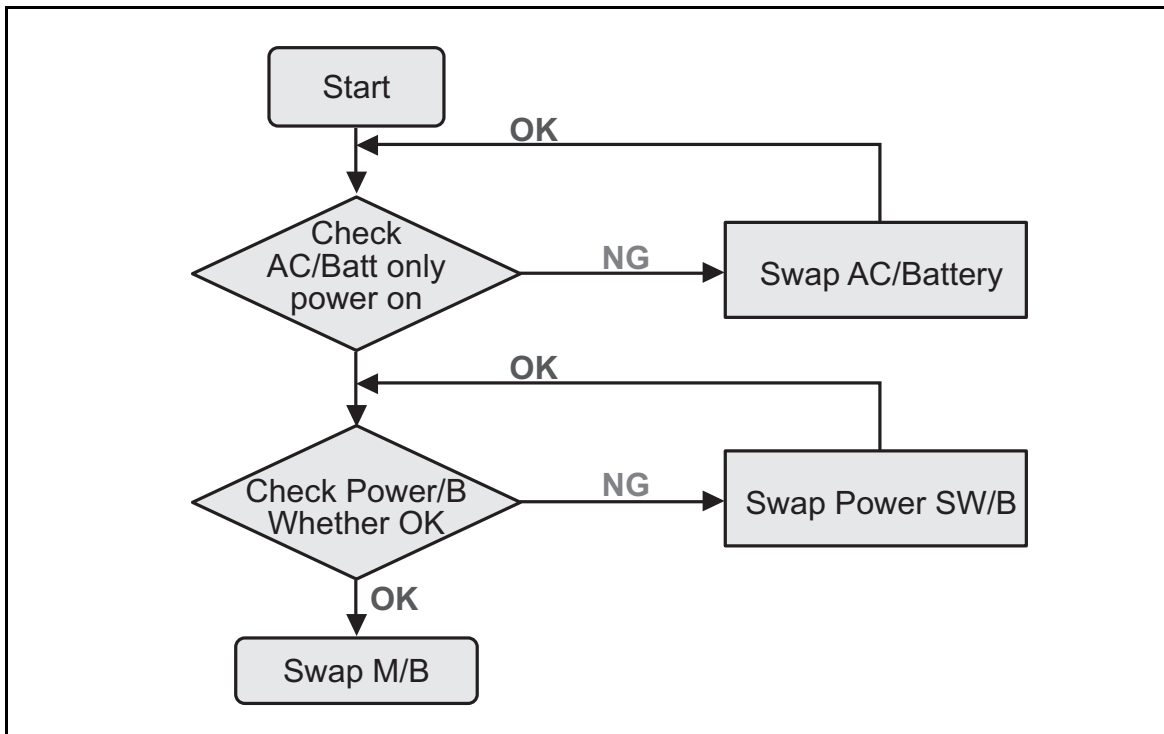 Start
OK
Check
AC/Batt only
power on
NG
Swap AC/Battery
OK
Check Power/B
Whether OK
NG
Swap Power SW/B
OK
Swap M/B